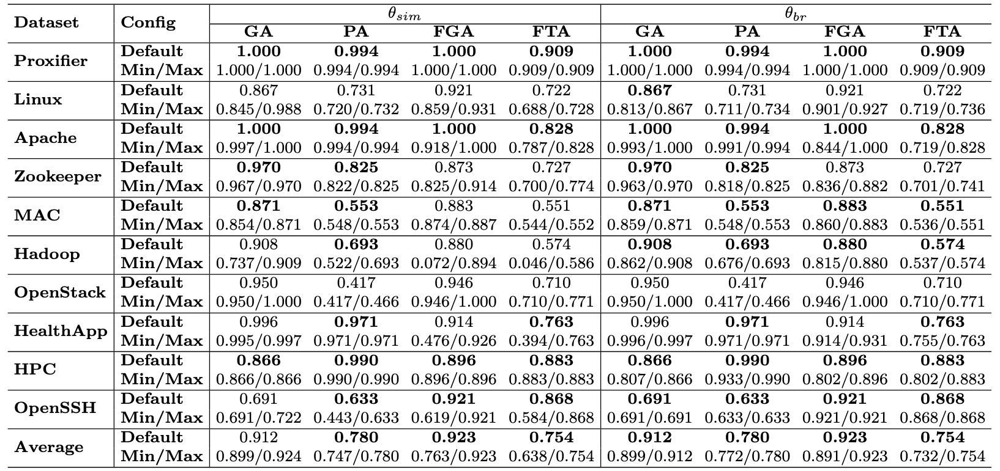 Dataset Config θsim θbr
GA PA FGA FTA GA PA FGA FTA
Proxifier Default 1.000 0.994 1.000 0.909 1.000 0.994 1.000 0.909
Min/Max 1.000/1.000 0.994/0.994 1.000/1.000 0.909/0.909 1.000/1.000 0.994/0.994 1.000/1.000 0.909/0.909
Linux Default 0.867 0.731 0.921 0.722 0.867 0.731 0.921 0.722
Min/Max 0.845/0.988 0.720/0.732 0.859/0.931 0.688/0.728 0.813/0.867 0.711/0.734 0.901/0.927 0.719/0.736
Apache Default 1.000 0.994 1.000 0.828 1.000 0.994 1.000 0.828
Min/Max 0.997/1.000 0.994/0.994 0.918/1.000 0.787/0.828 0.993/1.000 0.991/0.994 0.844/1.000 0.719/0.828
Zookeeper Default 0.970 0.825 0.873 0.727 0.970 0.825 0.873 0.727
Min/Max 0.967/0.970 0.822/0.825 0.825/0.914 0.700/0.774 0.963/0.970 0.818/0.825 0.836/0.882 0.701/0.741
MAC Default 0.871 0.553 0.883 0.551 0.871 0.553 0.883 0.551
Min/Max 0.854/0.871 0.548/0.553 0.874/0.887 0.544/0.552 0.859/0.871 0.548/0.553 0.860/0.883 0.536/0.551
Hadoop Default 0.908 0.693 0.880 0.574 0.908 0.693 0.880 0.574
Min/Max 0.737/0.909 0.522/0.693 0.072/0.894 0.046/0.586 0.862/0.908 0.676/0.693 0.815/0.880 0.537/0.574
OpenStack Default 0.950 0.417 0.946 0.710 0.950 0.417 0.946 0.710
Min/Max 0.950/1.000 0.417/0.466 0.946/1.000 0.710/0.771 0.950/1.000 0.417/0.466 0.946/1.000 0.710/0.771
HealthApp Default 0.996 0.971 0.914 0.763 0.996 0.971 0.914 0.763
Min/Max 0.995/0.997 0.971/0.971 0.476/0.926 0.394/0.763 0.996/0.997 0.971/0.971 0.914/0.931 0.755/0.763
HPC Default 0.866 0.990 0.896 0.883 0.866 0.990 0.896 0.883
Min/Max 0.866/0.866 0.990/0.990 0.896/0.896 0.883/0.883 0.807/0.866 0.933/0.990 0.802/0.896 0.802/0.883
OpenSSH Default 0.691 0.633 0.921 0.868 0.691 0.633 0.921 0.868
Min/Max 0.691/0.722 0.443/0.633 0.619/0.921 0.584/0.868 0.691/0.691 0.633/0.633 0.921/0.921 0.868/0.868
Average Default 0.912 0.780 0.923 0.754 0.912 0.780 0.923 0.754
Min/Max 0.899/0.924 0.747/0.780 0.763/0.923 0.638/0.754 0.899/0.912 0.772/0.780 0.891/0.923 0.732/0.754